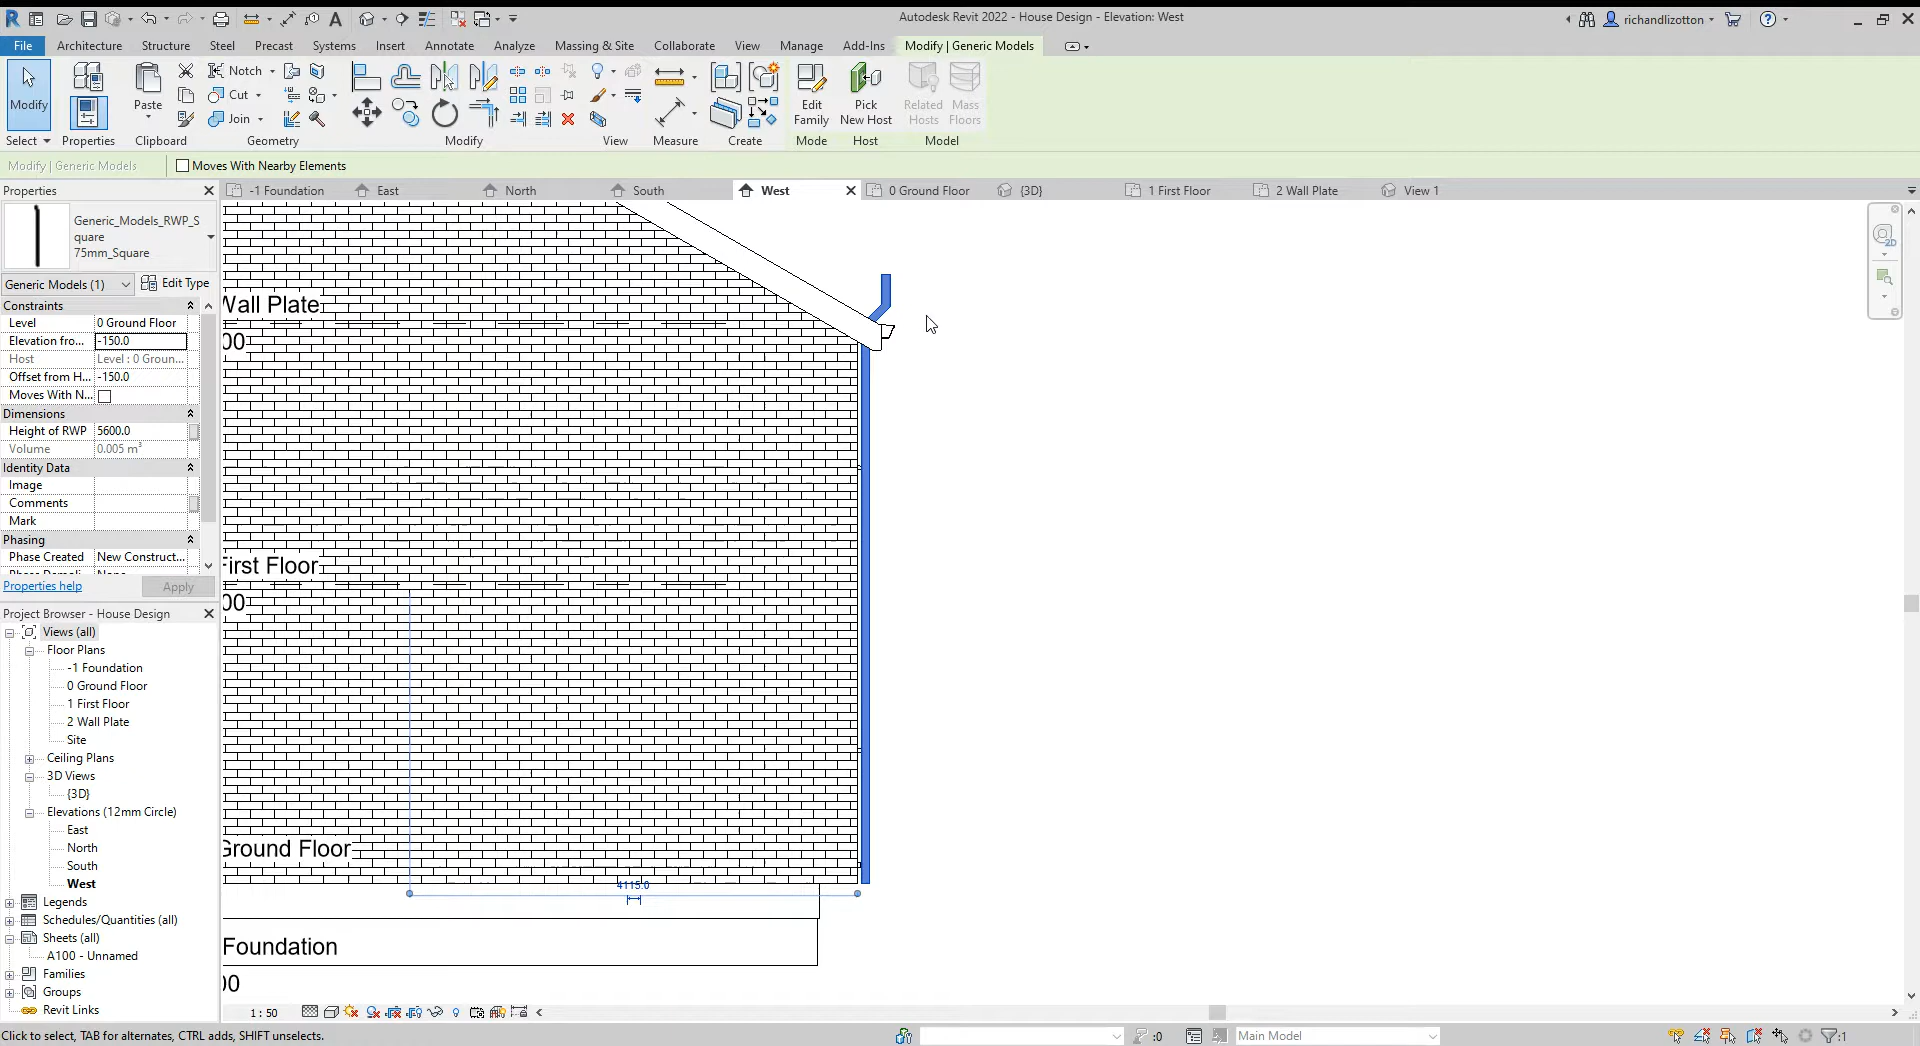 Autodesk Revit 2022 - House Design - Elevation: West
richandlizotton
File
Architecture
Structure
Steel
Precast
Systems
Insert
Annotate
Analyze
Massing & Site
Collaborate
View
Manage
Add-Ins
Modify | Generic Models
Modify
Paste
Notch
Cut
Join
Edit
Family
Pick
New Host
Related
Hosts
Mass
Floors
Select
Properties
Clipboard
Geometry
Modify
View
Measure
Create
Mode
Host
Model
Modify | Generic Models
Moves With Nearby Elements
Properties
-1 Foundation
East
North
South
West
0 Ground Floor
{3D}
1 First Floor
2 Wall Plate
View 1
Generic_Models_RWP_S
quare
75mm_Square
Generic Models (1)
Edit Type
Constraints
Level 0 Ground Floor
Elevation fro... -150.0
Host Level : 0 Groun...
Offset from H... -150.0
Moves With N...
Dimensions
Height of RWP 5600.0
Volume 0.005 m³
Identity Data
Image
Comments
Mark
Phasing
Phase Created New Construct...
Properties help
Apply
Project Browser - House Design
Views (all)
Floor Plans
-1 Foundation
0 Ground Floor
1 First Floor
2 Wall Plate
Site
Ceiling Plans
3D Views
{3D}
Elevations (12mm Circle)
East
North
South
West
Legends
Schedules/Quantities (all)
Sheets (all)
A100 - Unnamed
Families
Groups
Revit Links
Wall Plate
00
First Floor
00
Ground Floor
4115.0
Foundation
00
1 : 50
Click to select, TAB for alternates, CTRL adds, SHIFT unselects.
:0
Main Model
:1